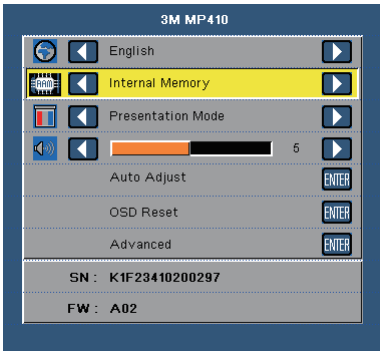 3M MP410
English
RAM Internal Memory
Presentation Mode
5
Auto Adjust ENTER
OSD Reset ENTER
Advanced ENTER
SN : K1F23410200297
FW : A02